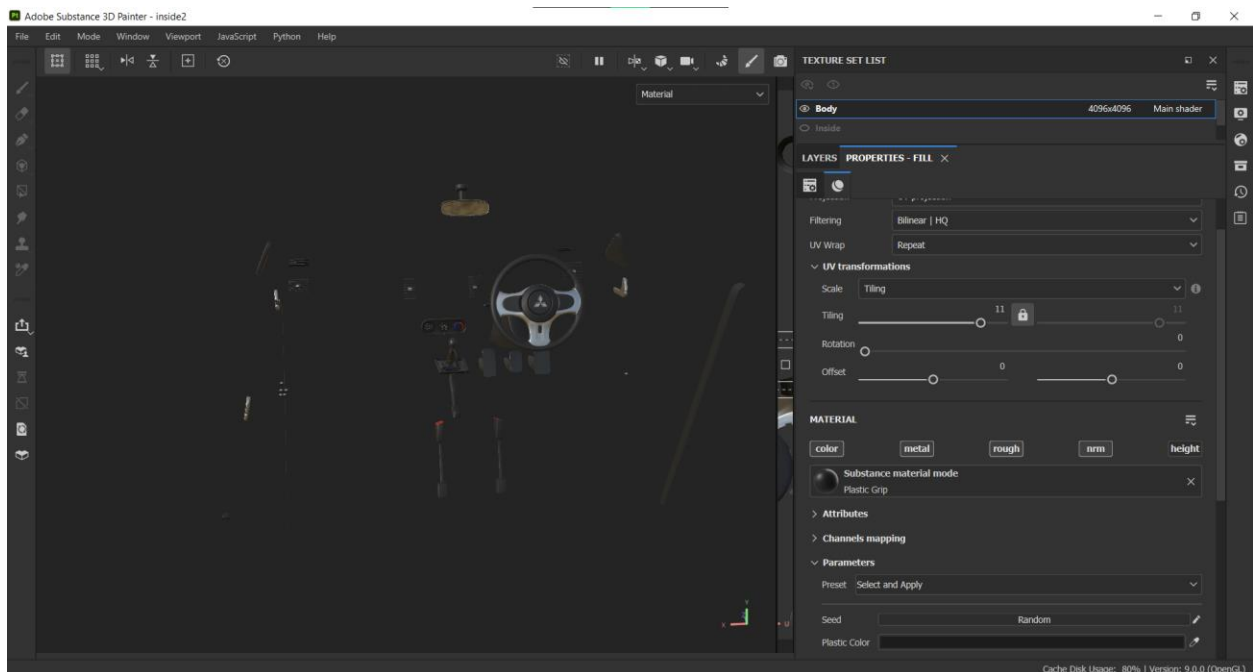 Adobe Substance 3D Painter - inside2
File Edit Mode Window Viewport JavaScript Python Help
Material
TEXTURE SET LIST
Body 4096x4096 Main shader
Inside
LAYERS PROPERTIES - FILL
Filtering Bilinear | HQ
UV Wrap Repeat
UV transformations
Scale Tiling
Tiling 11 11
Rotation 0
Offset 0 0
MATERIAL
color metal rough nrm height
Substance material mode
Plastic Grip
Attributes
Channels mapping
Parameters
Preset Select and Apply
Seed Random
Plastic Color
Cache Disk Usage: 80% | Version: 9.0.0 (OpenGL)